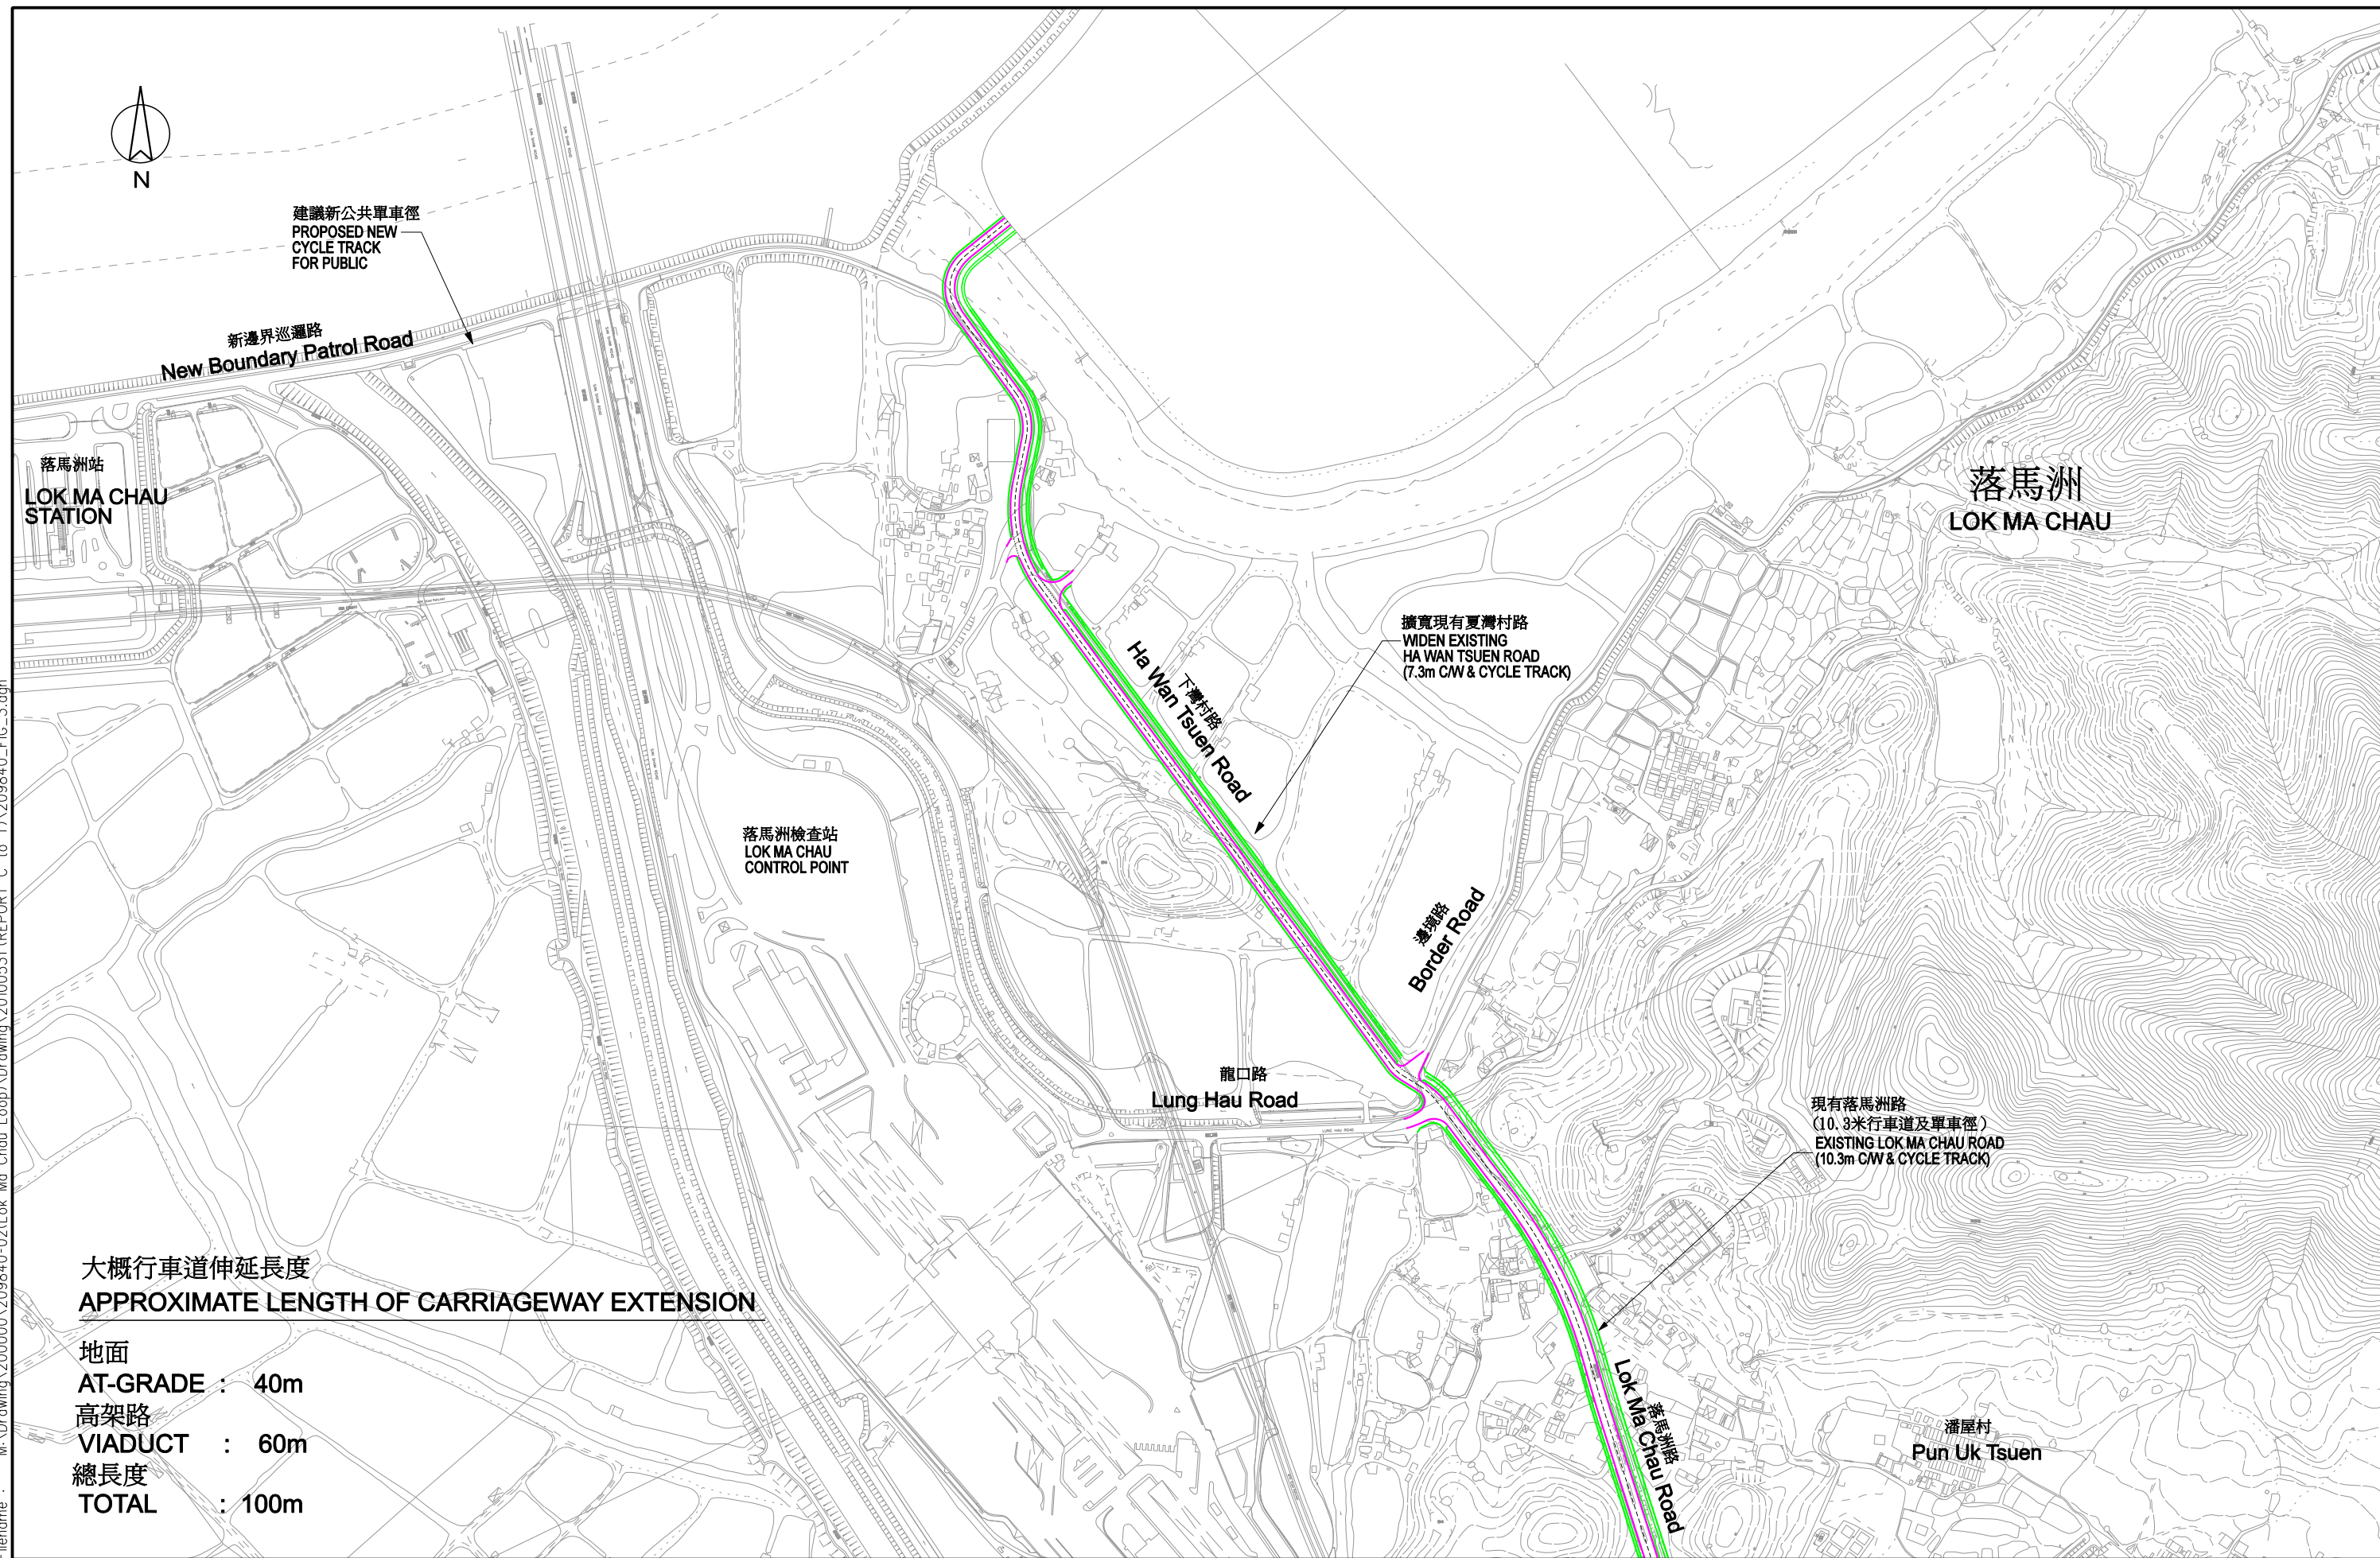 N
建議新公共單車徑
PROPOSED NEW
CYCLE TRACK
FOR PUBLIC
新邊界巡邏路
New Boundary Patrol Road
落馬洲站
LOK MA CHAU
STATION
落馬洲
LOK MA CHAU
擴寬現有夏灣村路
WIDEN EXISTING
HA WAN TSUEN ROAD
(7.3m C/W & CYCLE TRACK)
下灣村路
Ha Wan Tsuen Road
落馬洲檢查站
LOK MA CHAU
CONTROL POINT
邊境路
Border Road
龍口路
Lung Hau Road
LUNG HAU ROAD
現有落馬洲路
(10.3米行車道及單車徑)
EXISTING LOK MA CHAU ROAD
(10.3m C/W & CYCLE TRACK)
落馬洲路
Lok Ma Chau Road
潘屋村
Pun Uk Tsuen
大概行車道伸延長度
APPROXIMATE LENGTH OF CARRIAGEWAY EXTENSION
地面
AT-GRADE : 40m
高架路
VIADUCT : 60m
總長度
TOTAL : 100m